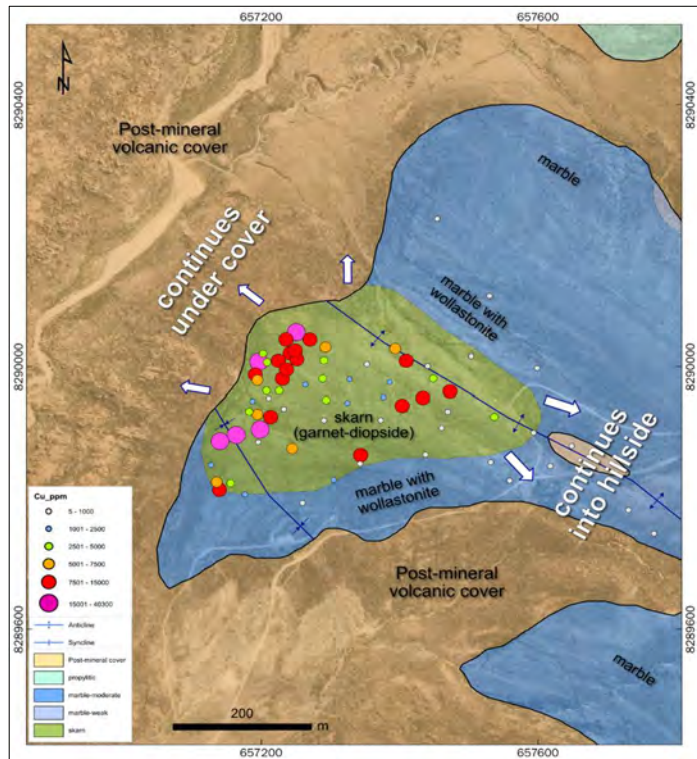 657200
657600
N
8290400
8290400
Post-mineral
volcanic cover
marble
continues
under cover
marble with
wollastonite
8290000
8290000
skarn
(garnet-diopside)
marble with
wollastonite
continues
into hillside
Cu_ppm
5 - 1000
1001 - 2500
2501 - 5000
5001 - 7500
7501 - 15000
15001 - 40300
Anticline
Syncline
Post-mineral cover
propylitic
marble-moderate
marble-weak
skarn
Post-mineral
volcanic cover
8289600
8289600
marble
200
m
657200
657600